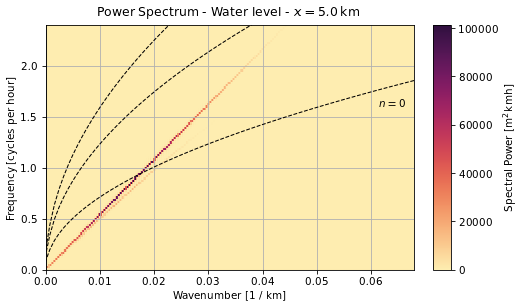 Power Spectrum - Water level - x = 5.0 km
Frequency [cycles per hour]
2.0
1.5
1.0
0.5
0.0
n = 0
0.00 0.01 0.02 0.03 0.04 0.05 0.06
Wavenumber [1 / km]
100000
80000
60000
40000
20000
0
Spectral Power [m² km h]